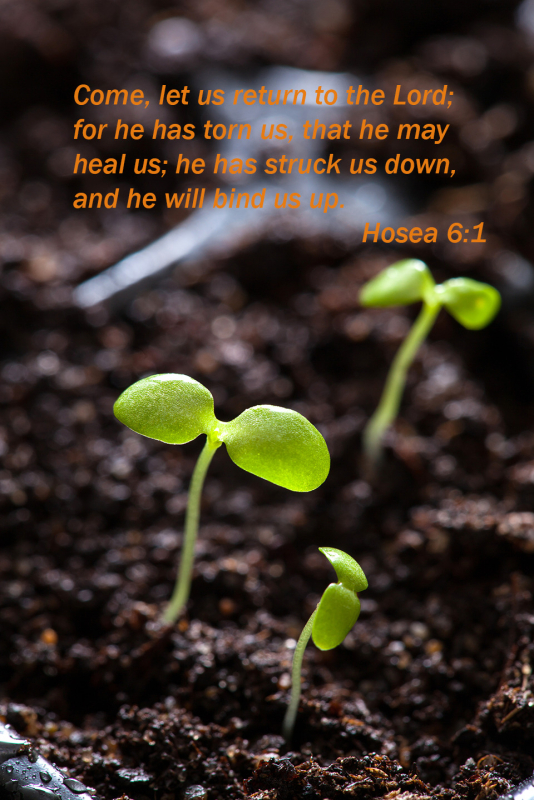 Come, let us return to the Lord;
for he has torn us, that he may
heal us; he has struck us down,
and he will bind us up.
Hosea 6:1